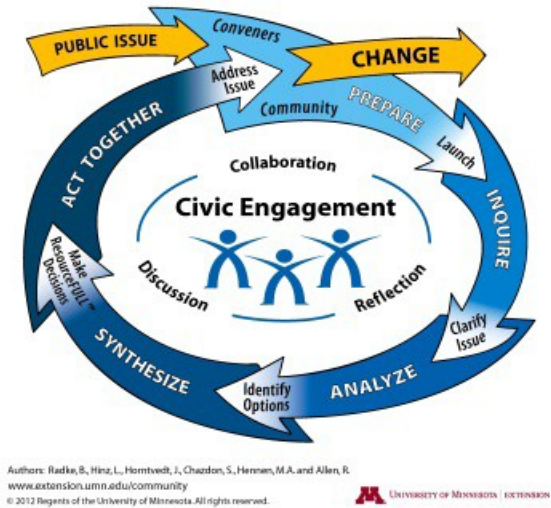 PUBLIC ISSUE
Conveners
CHANGE
Address
Issue
Community
PREPARE
Launch
INQUIRE
Clarify
Issue
ANALYZE
Identify
Options
SYNTHESIZE
Make
ResourceFULL™
Decisions
ACT TOGETHER
Collaboration
Civic Engagement
Discussion
Reflection
Authors: Radke, B., Hinz, L., Horntvedt, J., Chazdon, S., Hennen, M.A. and Allen, R.
www.extension.umn.edu/community
© 2012 Regents of the University of Minnesota. All rights reserved.
M UNIVERSITY OF MINNESOTA | EXTENSION